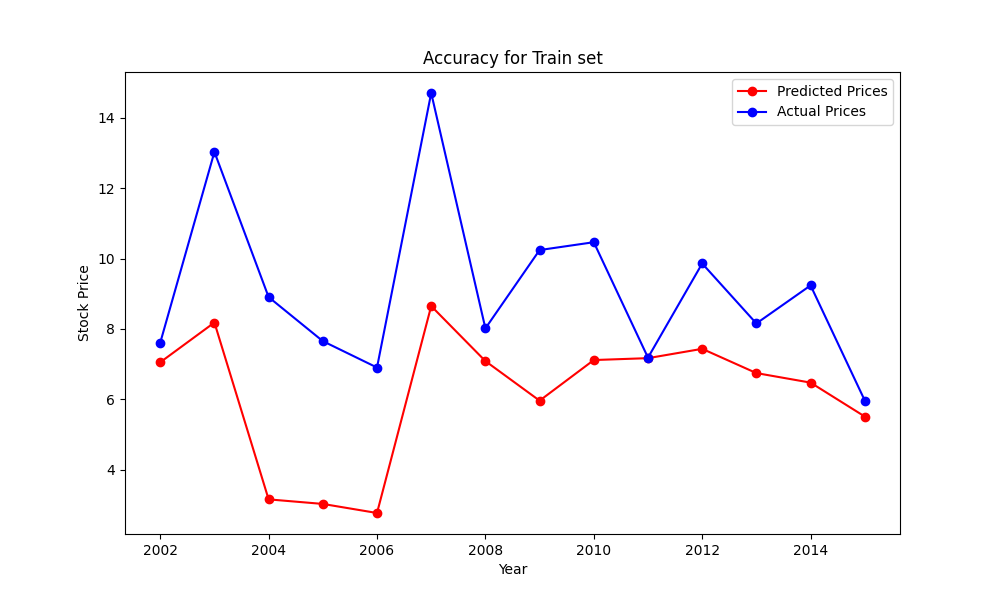 Accuracy for Train set
Predicted Prices
Actual Prices
14
12
10
8
6
4
Stock Price
2002 2004 2006 2008 2010 2012 2014
Year